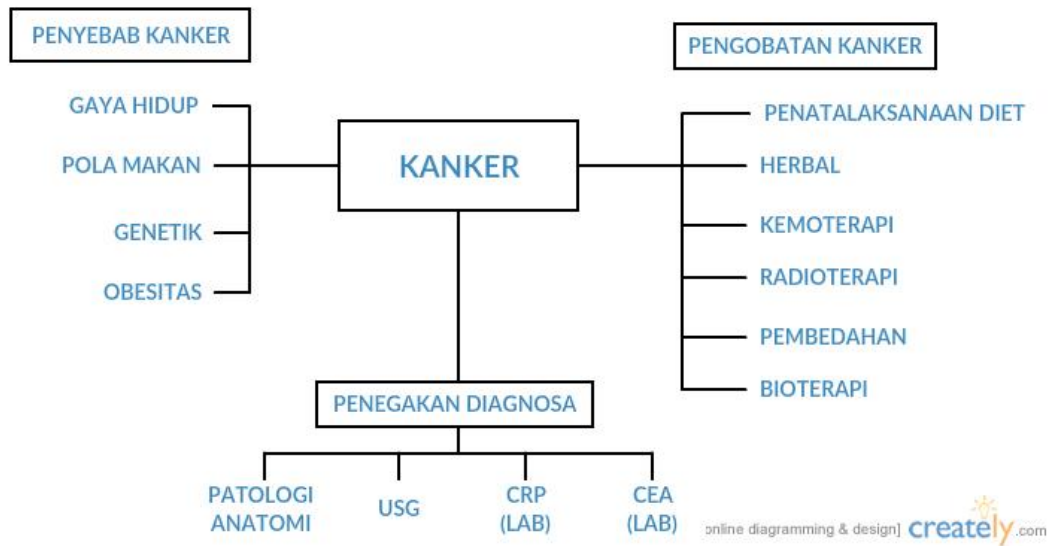 PENYEBAB KANKER
GAYA HIDUP
POLA MAKAN
GENETIK
OBESITAS
KANKER
PENGOBATAN KANKER
PENATALAKSANAAN DIET
HERBAL
KEMOTERAPI
RADIOTERAPI
PEMBEDAHAN
BIOTERAPI
PENEGAKAN DIAGNOSA
PATOLOGI
ANATOMI
USG
CRP
(LAB)
CEA
(LAB)
online diagramming & design] creately.com